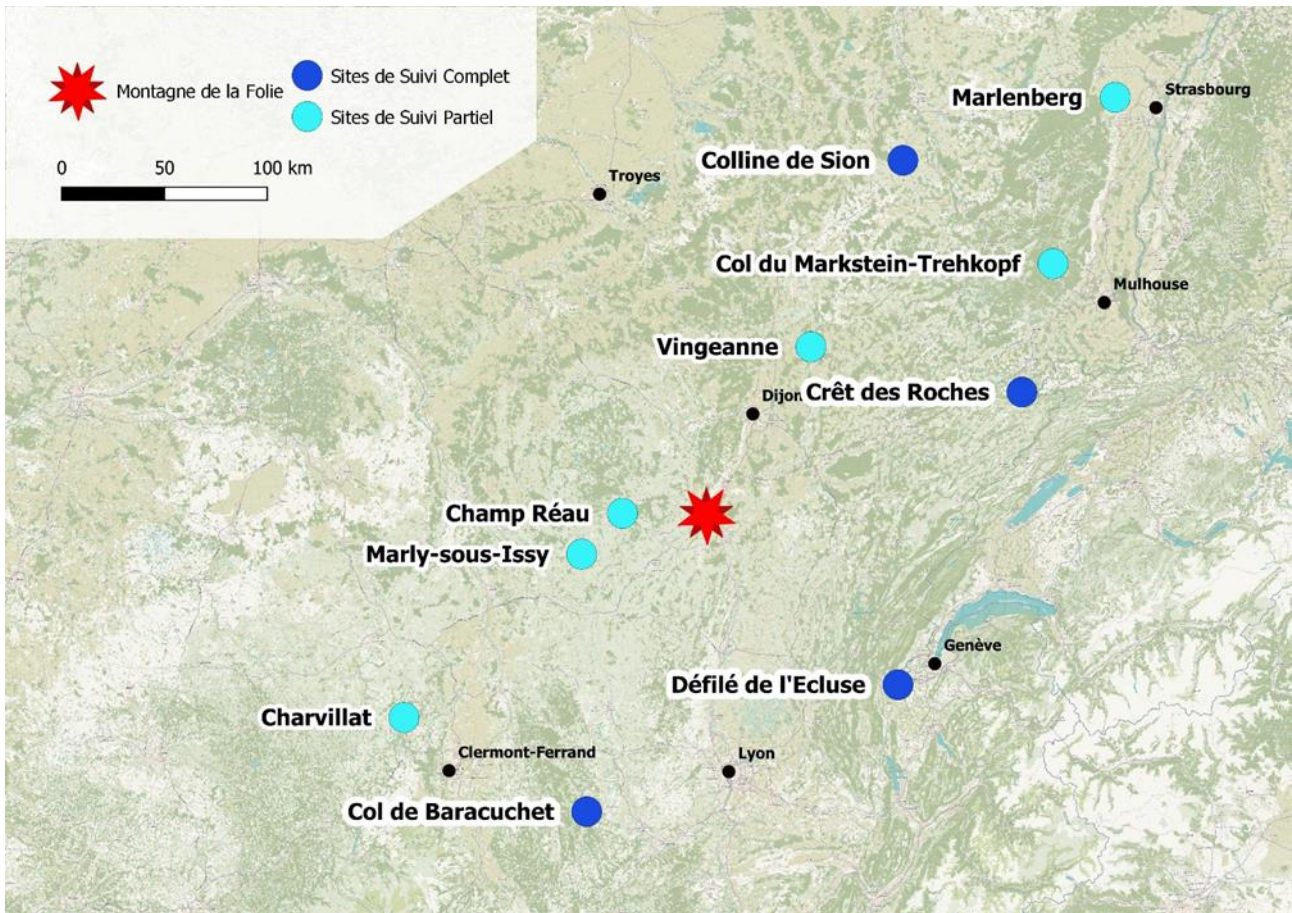 Montagne de la Folie
Sites de Suivi Complet
Sites de Suivi Partiel
0 50 100 km
Marlenberg
Strasbourg
Colline de Sion
Troyes
Col du Markstein-Trehkopf
Mulhouse
Vingeanne
Dijon
Crêt des Roches
Champ Réau
Marly-sous-Issy
Genève
Défilé de l'Ecluse
Charvillat
Clermont-Ferrand
Lyon
Col de Baracuchet